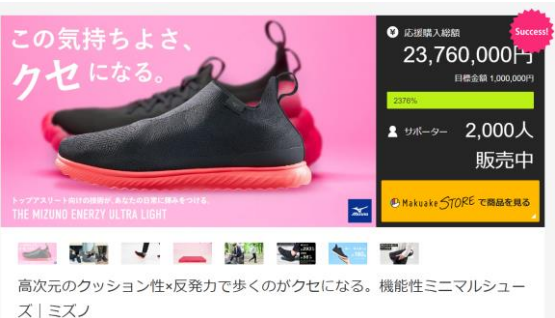 この気持ちよさ、
クセになる。
トップアスリート向けの技術が、あなたの日常に弾みをつける。
THE MIZUNO ENERZY ULTRA LIGHT
MIZUNO
応援購入総額
Success!
23,760,000円
目標金額 1,000,000円
2376%
サポーター 2,000人
販売中
Makuake STORE で商品を見る
高次元のクッション性×反発力で歩くのがクセになる。機能性ミニマルシュー
ズ｜ミズノ